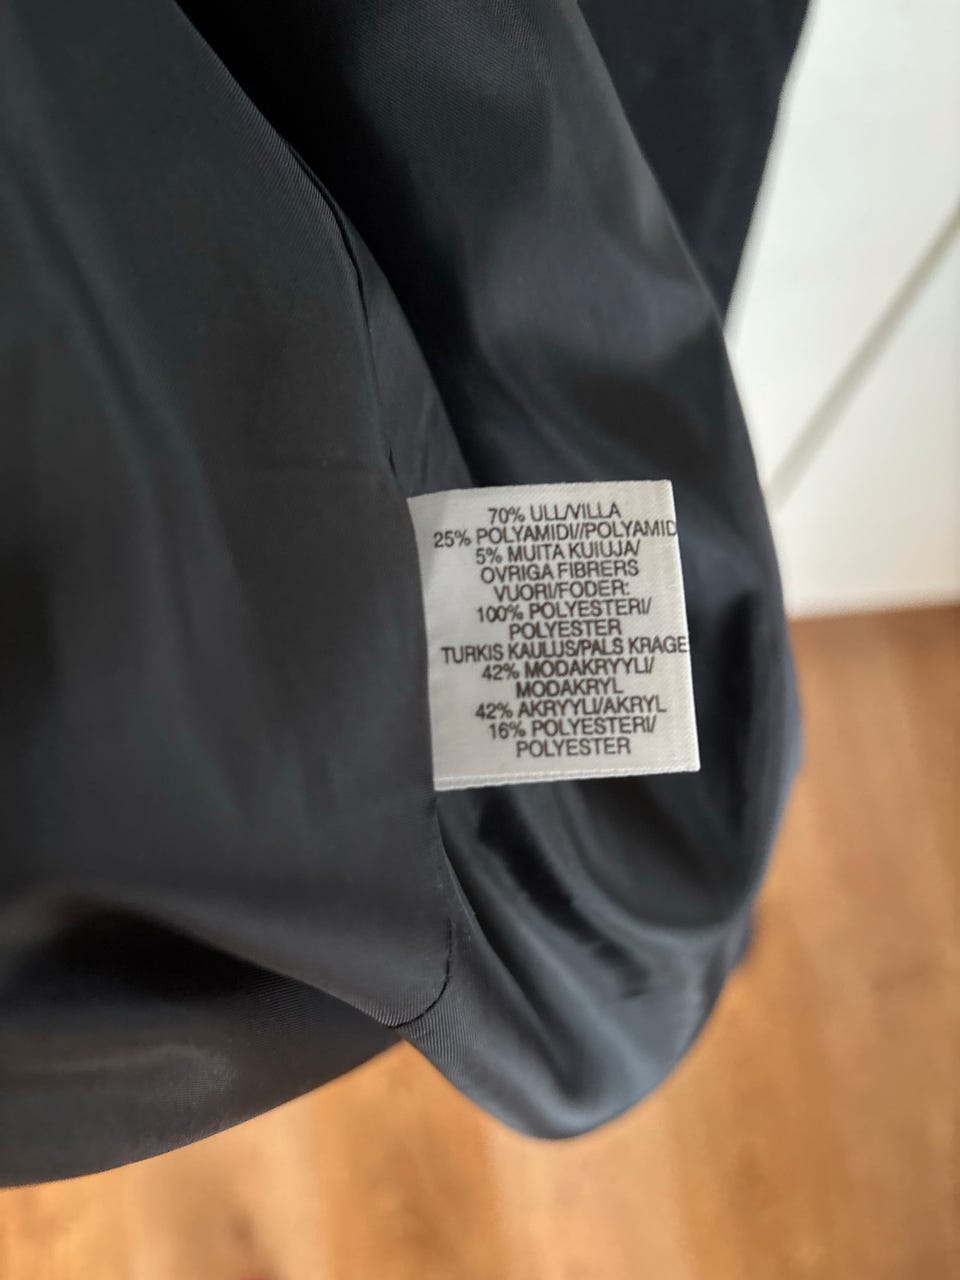 70% ULL/VILLA
25% POLYAMIDI//POLYAMID
5% MUITA KUIUJA/
OVRIGA FIBRERS
VUORI/FODER:
100% POLYESTERI/
POLYESTER
TURKIS KAULUS/PALS KRAGE
42% MODAKRYYLI/
MODAKRYL
42% AKRYYLI/AKRYL
16% POLYESTERI/
POLYESTER